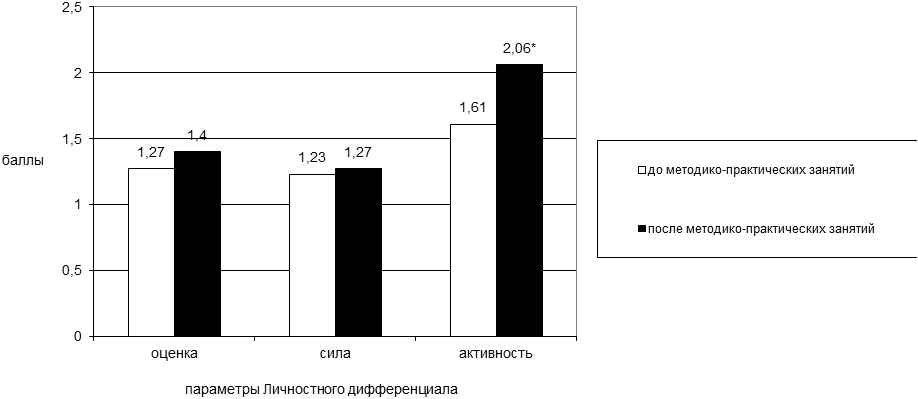 2,5
2
1,5
1
0,5
0
баллы
1,27
1,4
1,23
1,27
1,61
2,06*
оценка
сила
активность
параметры Личностного дифференциала
до методико-практических занятий
после методико-практических занятий